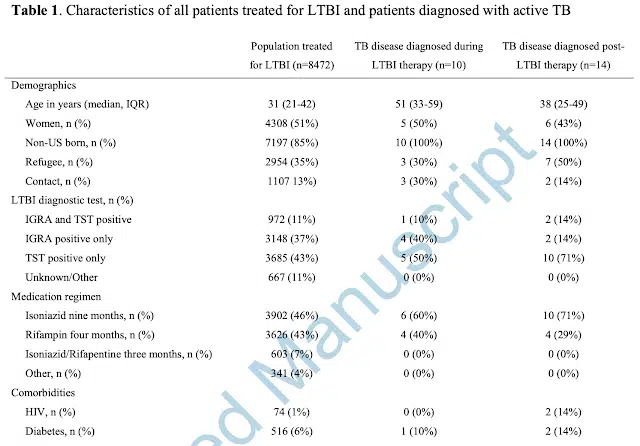 Table 1. Characteristics of all patients treated for LTBI and patients diagnosed with active TB
Population treated for LTBI (n=8472) TB disease diagnosed during LTBI therapy (n=10) TB disease diagnosed post-LTBI therapy (n=14)
Demographics
Age in years (median, IQR) 31 (21-42) 51 (33-59) 38 (25-49)
Women, n (%) 4308 (51%) 5 (50%) 6 (43%)
Non-US born, n (%) 7197 (85%) 10 (100%) 14 (100%)
Refugee, n (%) 2954 (35%) 3 (30%) 7 (50%)
Contact, n (%) 1107 13%) 3 (30%) 2 (14%)
LTBI diagnostic test, n (%)
IGRA and TST positive 972 (11%) 1 (10%) 2 (14%)
IGRA positive only 3148 (37%) 4 (40%) 2 (14%)
TST positive only 3685 (43%) 5 (50%) 10 (71%)
Unknown/Other 667 (11%) 0 (0%) 0 (0%)
Medication regimen
Isoniazid nine months, n (%) 3902 (46%) 6 (60%) 10 (71%)
Rifampin four months, n (%) 3626 (43%) 4 (40%) 4 (29%)
Isoniazid/Rifapentine three months, n (%) 603 (7%) 0 (0%) 0 (0%)
Other, n (%) 341 (4%) 0 (0%) 0 (0%)
Comorbidities
HIV, n (%) 74 (1%) 0 (0%) 2 (14%)
Diabetes, n (%) 516 (6%) 1 (10%) 2 (14%)
Manuscript